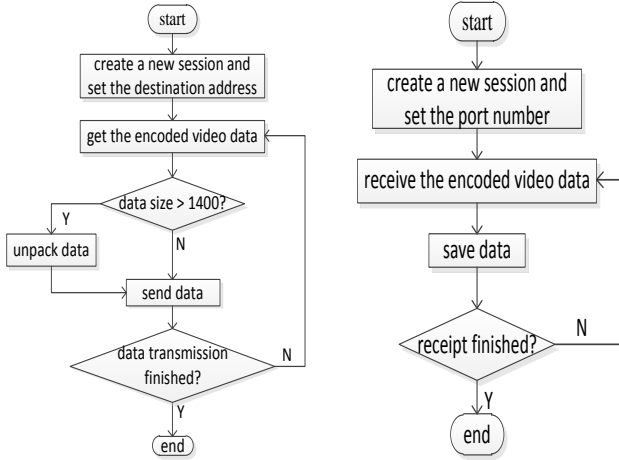 start
create a new session and
set the destination address
get the encoded video data
data size > 1400?
Y
N
unpack data
send data
data transmission
finished?
N
Y
end
start
create a new session and
set the port number
receive the encoded video data
save data
receipt finished?
N
Y
end